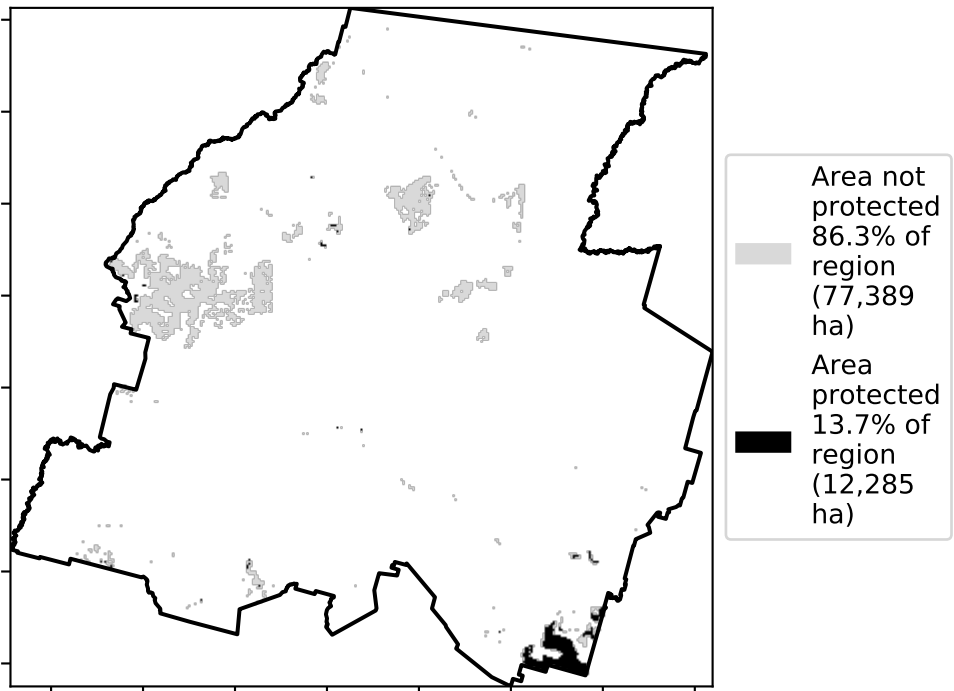 Area not
protected
86.3% of
region
(77,389
ha)
Area
protected
13.7% of
region
(12,285
ha)